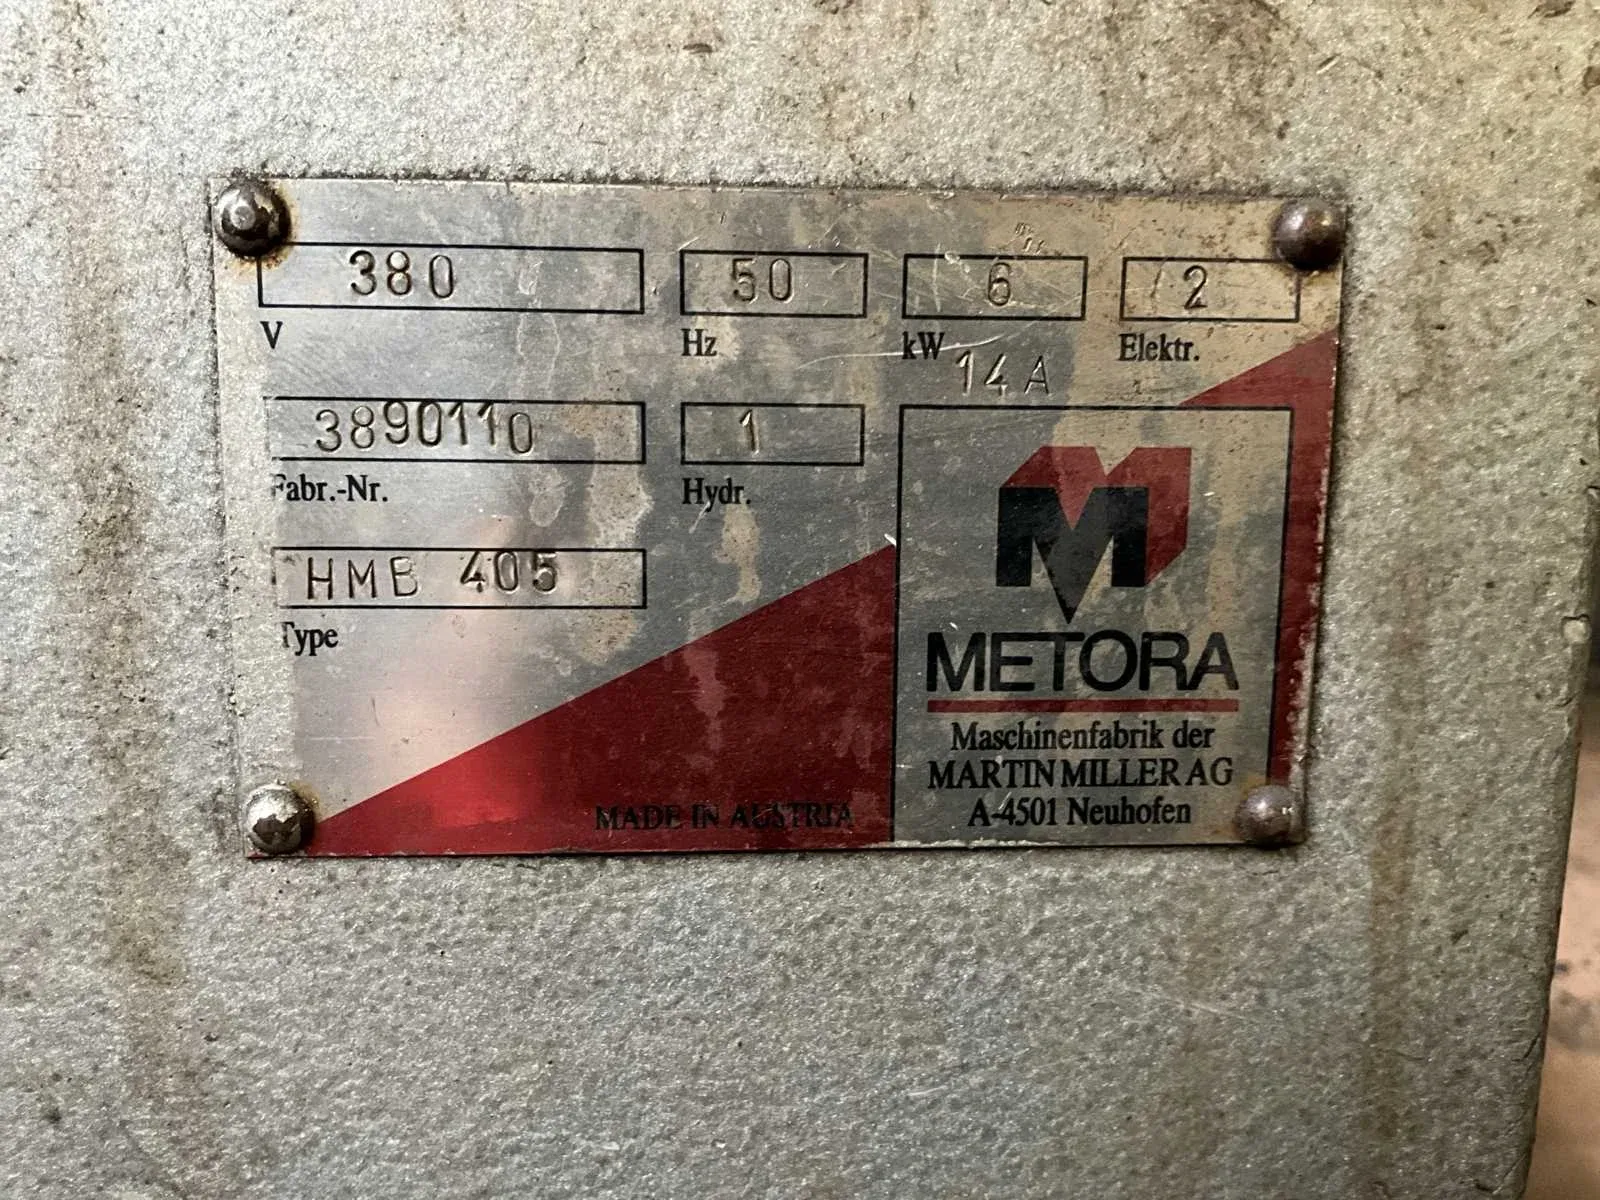 380 50 6 2
V Hz kW Elektr.
14A
3890110 1
Fabr.-Nr. Hydr.
HMB 405
Type
M
METORA
Maschinenfabrik der
MARTIN MILLER AG
A-4501 Neuhofen
MADE IN AUSTRIA